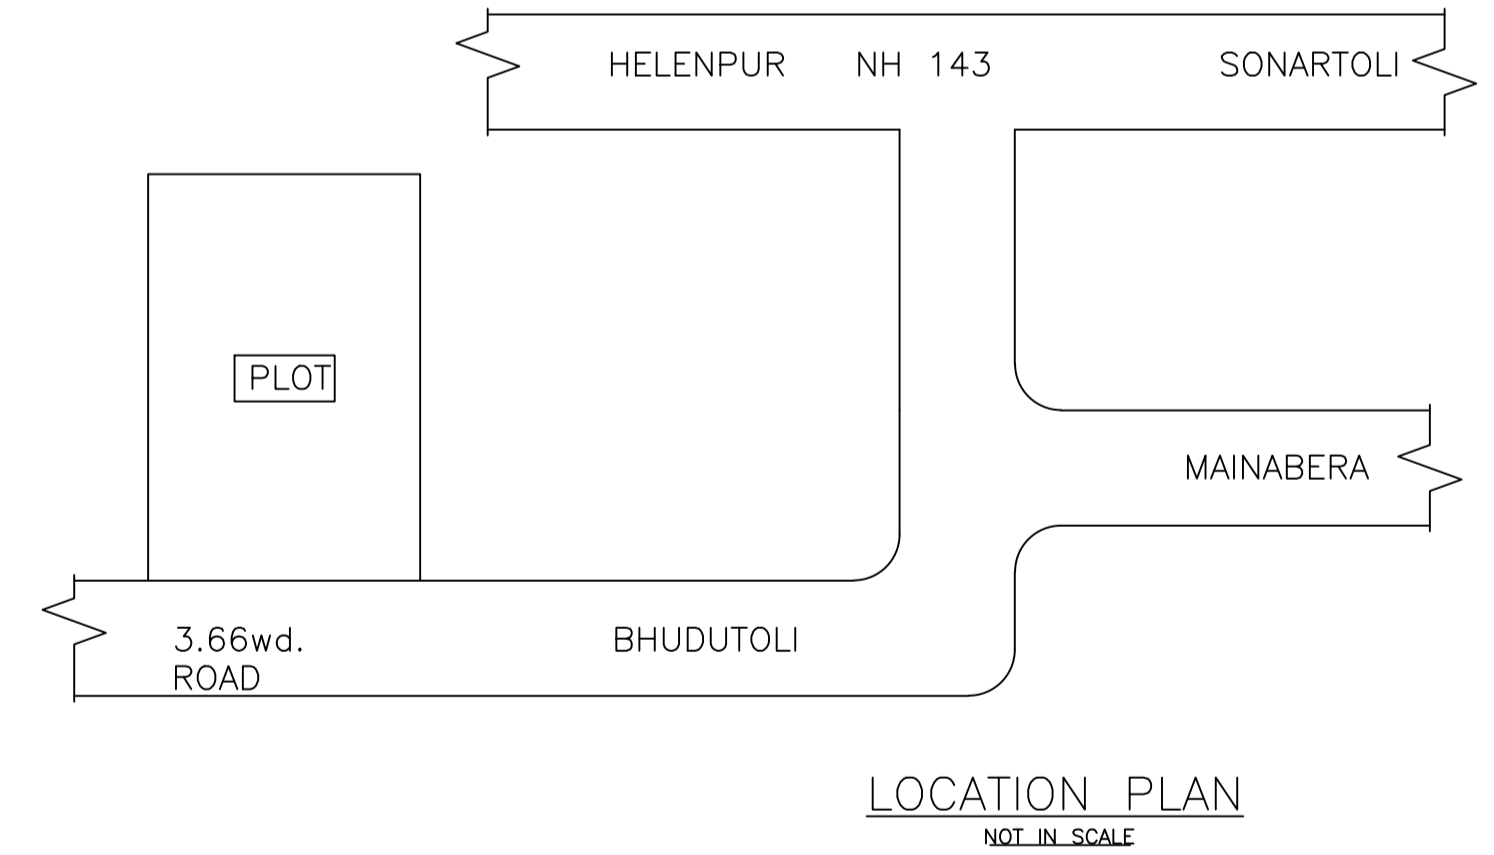 HELENPUR NH 143 SONARTOLI
PLOT
MAINABERA
3.66wd.
ROAD
BHUDUTOLI
LOCATION PLAN
NOT IN SCALE